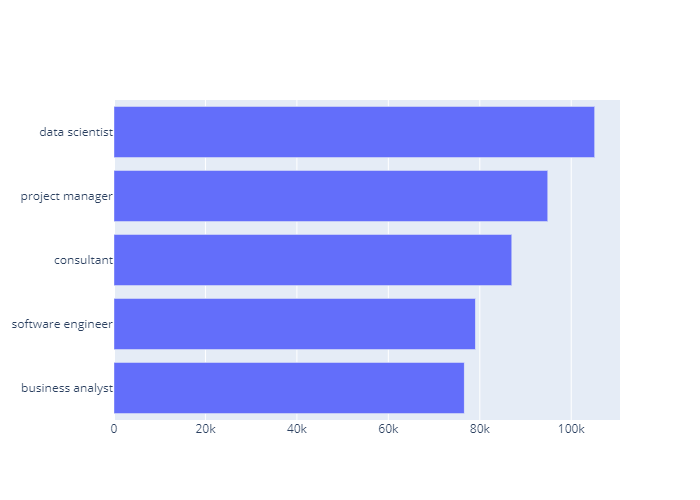 data scientist
project manager
consultant
software engineer
business analyst
0 20k 40k 60k 80k 100k